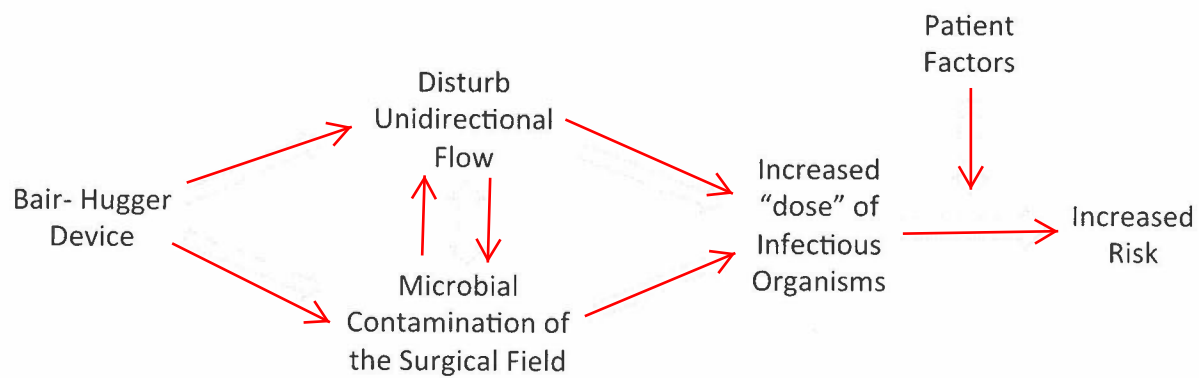 Bair- Hugger
Device
Disturb
Unidirectional
Flow
Microbial
Contamination of
the Surgical Field
Increased
“dose” of
Infectious
Organisms
Patient
Factors
Increased
Risk